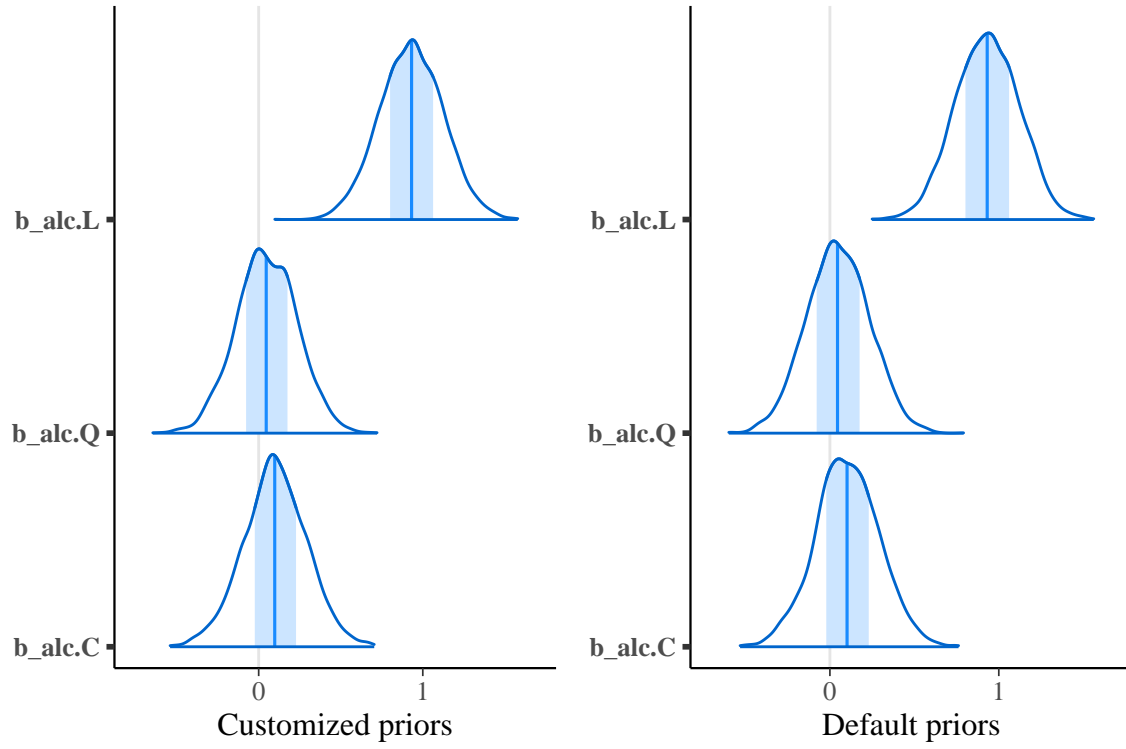 b_alc.L
b_alc.Q
b_alc.C
0 1
Customized priors
b_alc.L
b_alc.Q
b_alc.C
0 1
Default priors